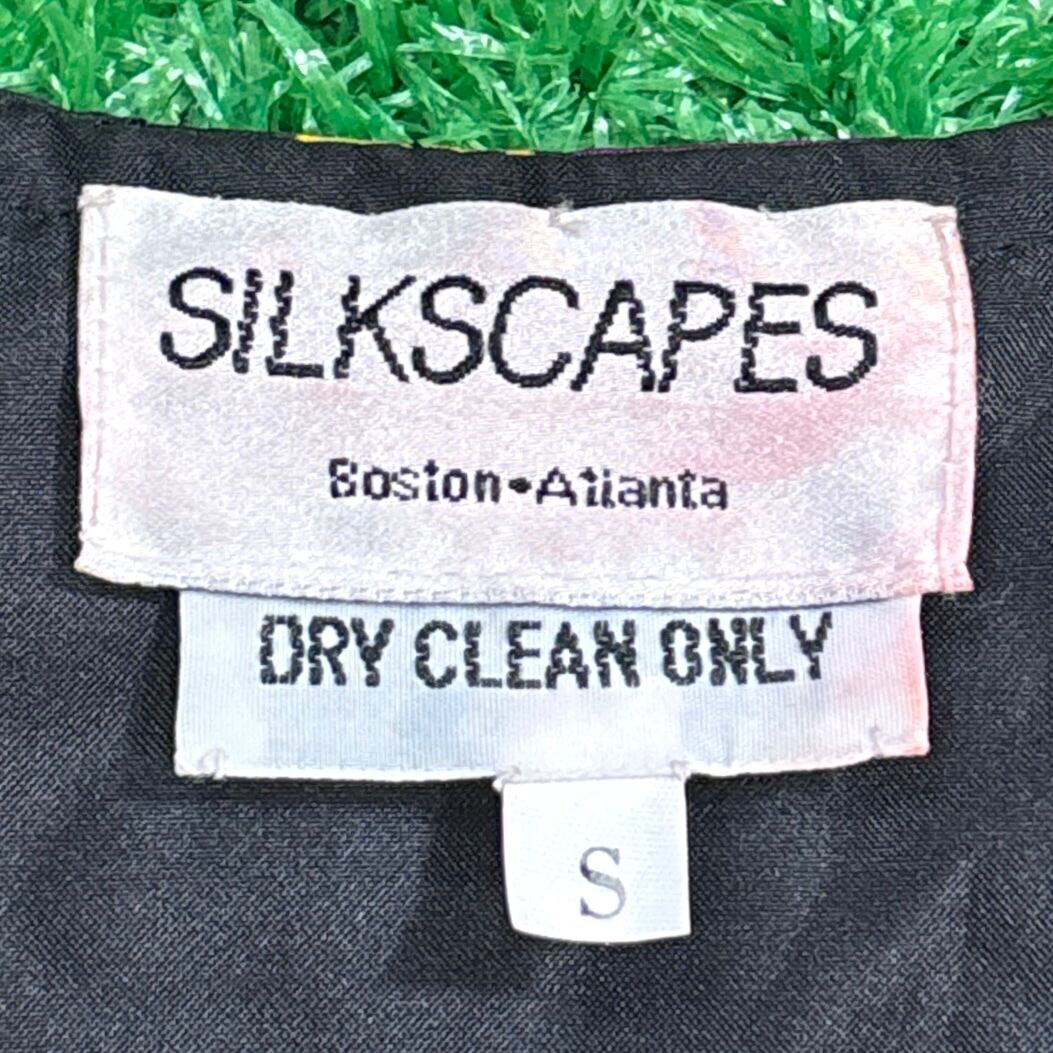 SILKSCAPES
Boston•Atlanta
DRY CLEAN ONLY
S